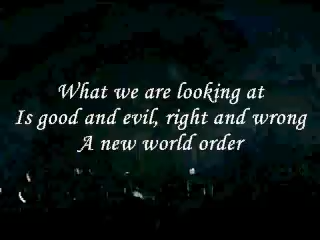 What we are looking at
Is good and evil, right and wrong
A new world order